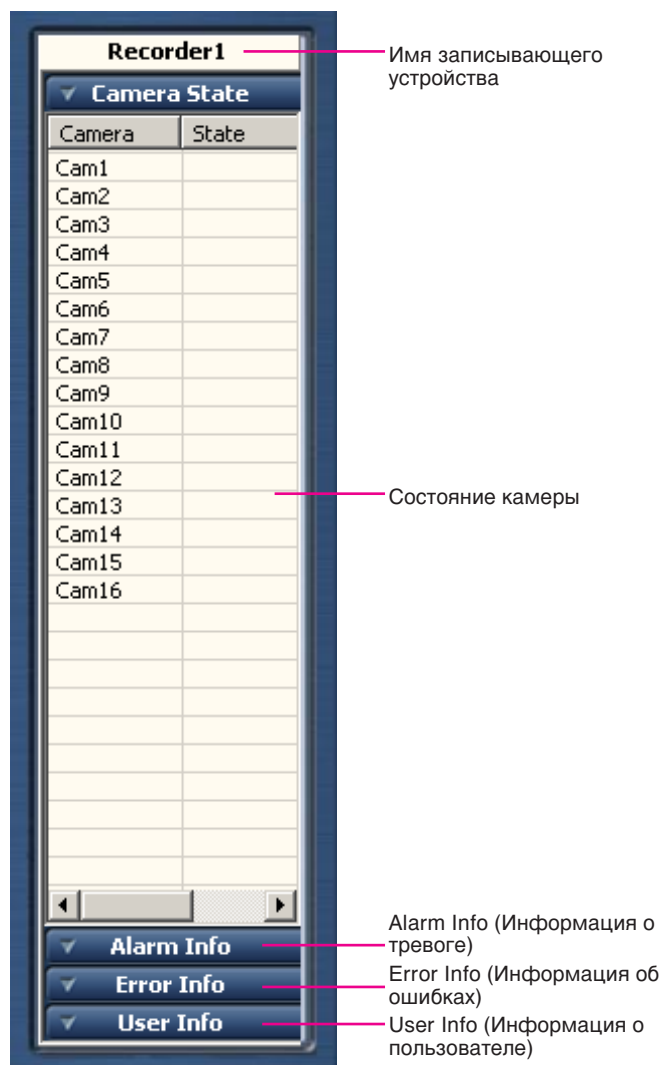 Recorder1
Имя записывающего
устройства
Camera State
Camera State
Cam1
Cam2
Cam3
Cam4
Cam5
Cam6
Cam7
Cam8
Cam9
Cam10
Cam11
Cam12
Cam13
Состояние камеры
Cam14
Cam15
Cam16
Alarm Info
Alarm Info (Информация о
тревоге)
Error Info
Error Info (Информация об
ошибках)
User Info
User Info (Информация о
пользователе)